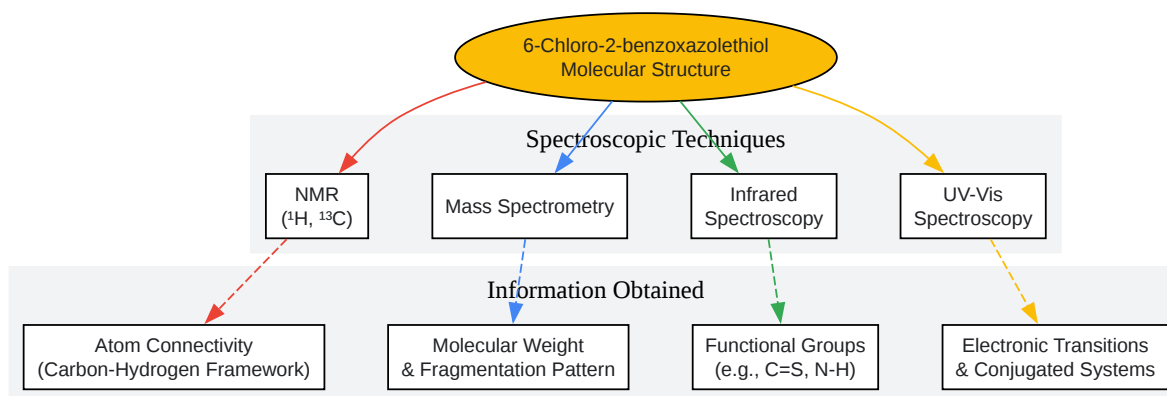 6-Chloro-2-benzoxazolethiol
Molecular Structure
Spectroscopic Techniques
NMR
(¹H, ¹³C)
Mass Spectrometry
Infrared
Spectroscopy
UV-Vis
Spectroscopy
Information Obtained
Atom Connectivity
(Carbon-Hydrogen Framework)
Molecular Weight
& Fragmentation Pattern
Functional Groups
(e.g., C=S, N-H)
Electronic Transitions
& Conjugated Systems